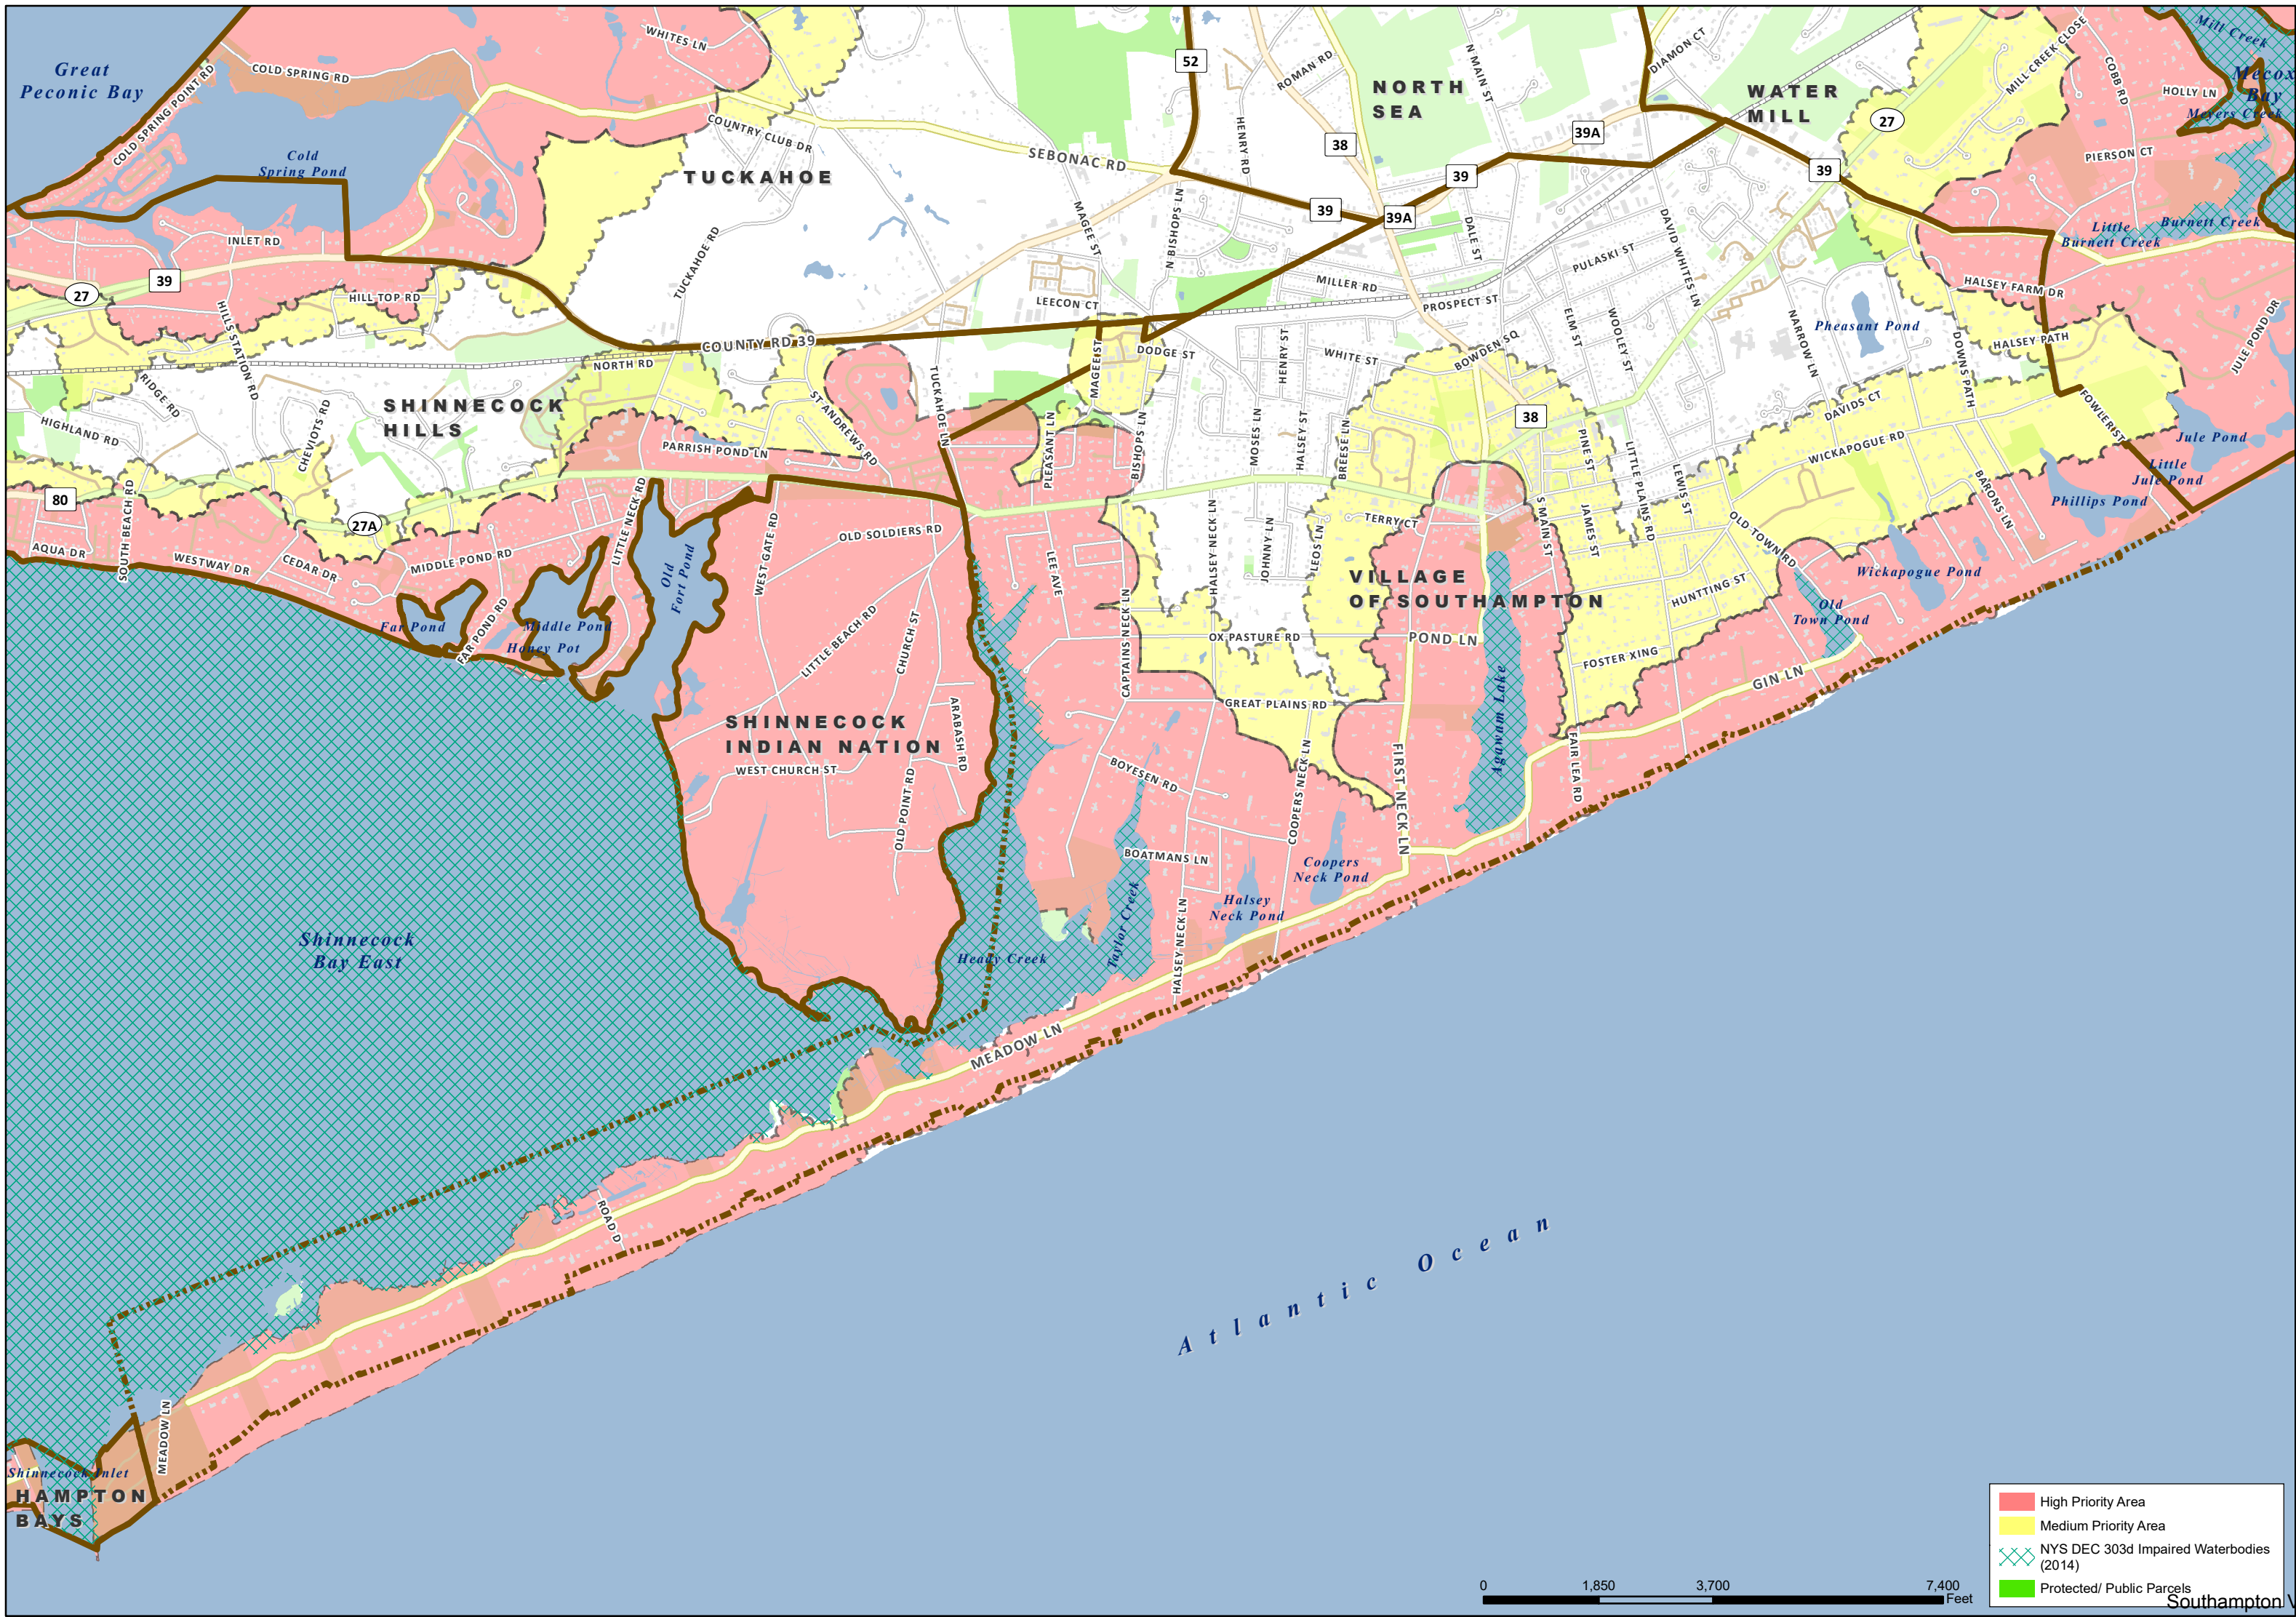 Great
Peconic Bay
COLD SPRING POINT RD
COLD SPRING RD
WHITES LN
Cold
Spring Pond
INLET RD
COUNTRY CLUB DR
TUCKAHOE
SEBONAC RD
52
ROMAN RD
HENRY RD
38
NORTH
SEA
N MAIN ST
DIAMON CT
39A
WATER
MILL
27
MILL CREEK CLOSE
COBB RD
Mill Creek
Mecox
Bay
HOLLY LN
Meyers Creek
PIERSON CT
39
39
39
39A
Little
Burnett Creek
Burnett Creek
39
27
HILL TOP RD
HILLS STATION RD
TUCKAHOE RD
MAGEE ST
N BISHOPS LN
DALE ST
DAVID WHITES LN
PULASKI ST
MILLER RD
PROSPECT ST
LEECON CT
HALSEY FARM DR
JULE POND DR
Pheasant Pond
HALSEY PATH
COUNTY RD 39
NORTH RD
DODGE ST
MAGEE ST
WHITE ST
HENRY ST
BOWDEN SQ
ELM ST
WOOLEY ST
NARROW LN
DOWNS PATH
RIDGE RD
HIGHLAND RD
SHINNECOCK
HILLS
CHEVIOTS RD
ST ANDREWS RD
TUCKAHOE LN
PLEASANT LN
BISHOPS LN
MOSES LN
HALSEY ST
BREESE LN
38
DAVIDS CT
FOWLERIST
Jule Pond
WICKAPOGUE RD
PARRISH POND LN
PINE ST
LITTLE PLAINS RD
LEWIS ST
BARONS LN
Little
Jule Pond
Phillips Pond
80
27A
SOUTH BEACH RD
AQUA DR
WESTWAY DR
CEDAR DR
MIDDLE POND RD
LITTLE NECK RD
Old
Fort Pond
WEST GATE RD
OLD SOLDIERS RD
LEE AVE
HALSEY NECK LN
JOHNNY LN
LEOS LN
TERRY CT
S MAIN ST
JAMES ST
OLD TOWN RD
Wickapogue Pond
VILLAGE
OF SOUTHAMPTON
HUNTTING ST
Old
Town Pond
Far Pond
FAR POND RD
Middle Pond
Honey Pot
LITTLE BEACH RD
CHURCH ST
CAPTAINS NECK LN
OX PASTURE RD
POND LN
FOSTER XING
GIN LN
SHINNECOCK
INDIAN NATION
ARABASH RD
GREAT PLAINS RD
Agawam Lake
WEST CHURCH ST
OLD POINT RD
BOYESEN RD
COOPERS NECK LN
FIRST NECK LN
FAIR LEA RD
BOATMANS LN
Coopers
Neck Pond
Halsey
Neck Pond
Taylor Creek
HALSEY NECK LN
Shinnecock
Bay East
Heady Creek
MEADOW LN
ROAD D
Atlantic Ocean
MEADOW LN
Shinnecock Inlet
HAMPTON
BAYS
High Priority Area
Medium Priority Area
NYS DEC 303d Impaired Waterbodies
(2014)
Protected/ Public Parcels
0 1,850 3,700 7,400
Feet
Southampton